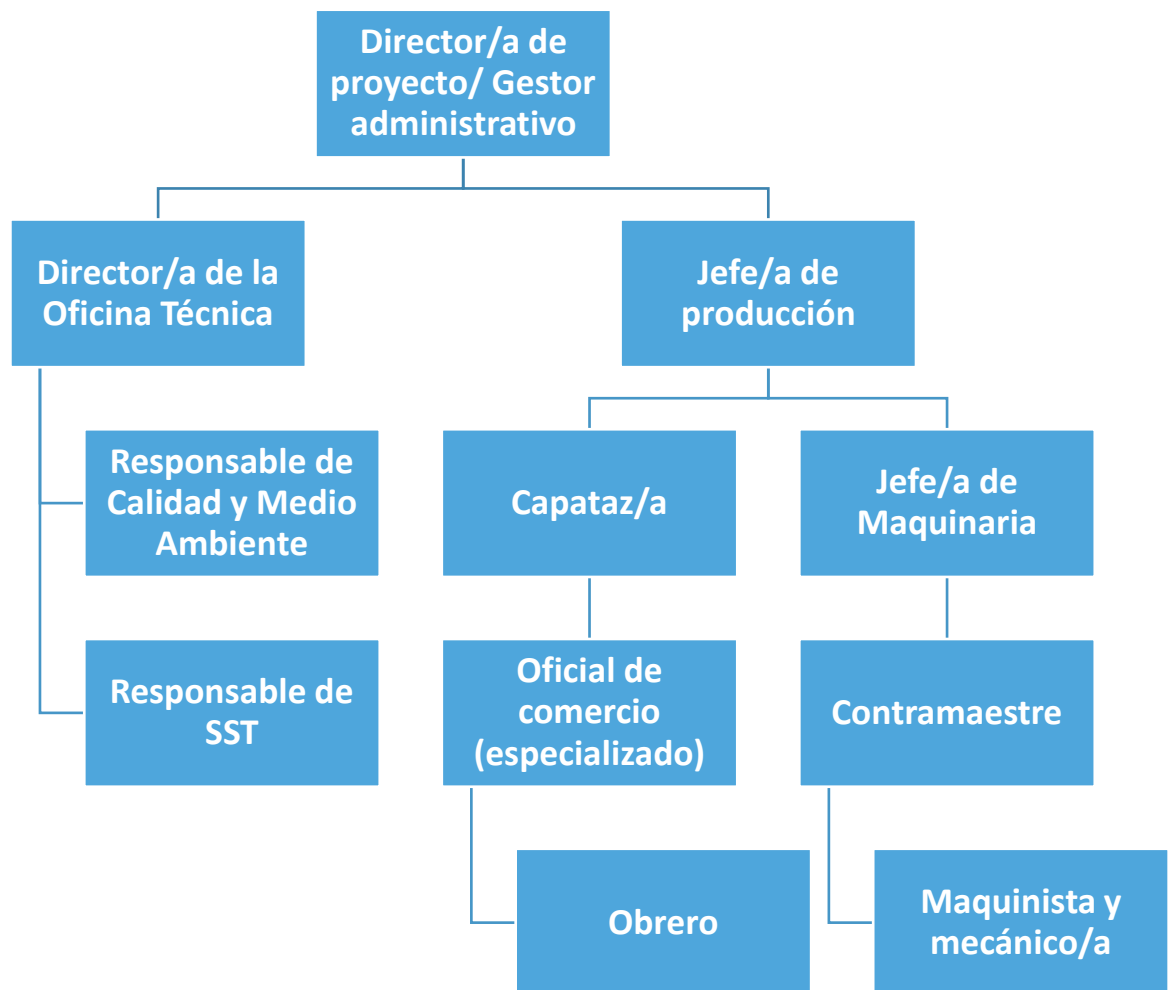 Director/a de
proyecto/ Gestor
administrativo
Director/a de la
Oficina Técnica
Jefe/a de
producción
Responsable de
Calidad y Medio
Ambiente
Capataz/a
Jefe/a de
Maquinaria
Responsable de
SST
Oficial de
comercio
(especializado)
Contramaestre
Obrero
Maquinista y
mecánico/a